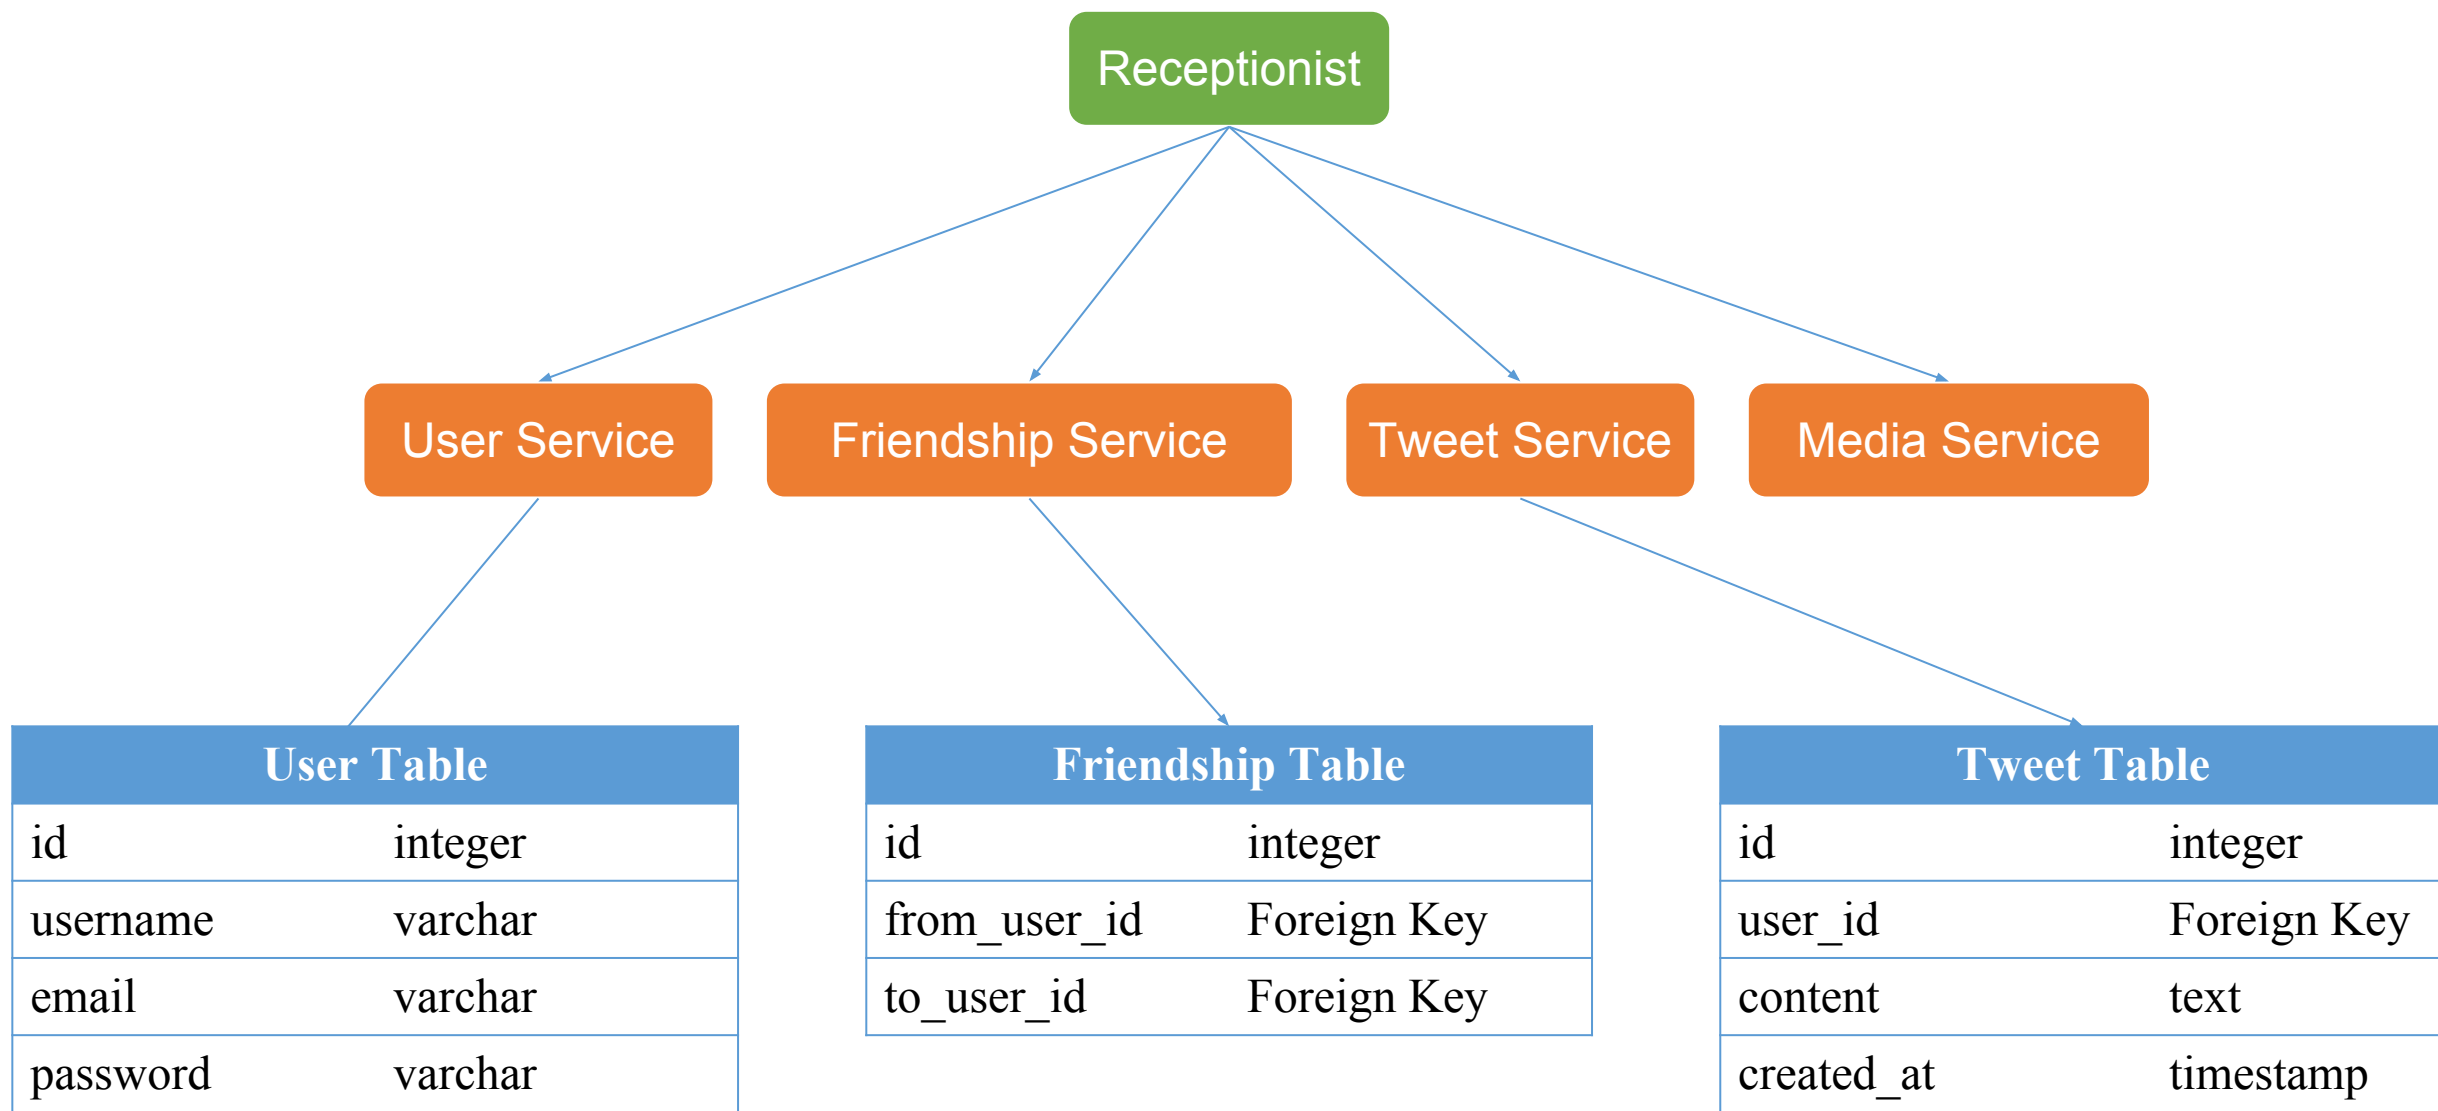 Receptionist
User Service
Friendship Service
Tweet Service
Media Service
User Table
id integer
username varchar
email varchar
password varchar
Friendship Table
id integer
from_user_id Foreign Key
to_user_id Foreign Key
Tweet Table
id integer
user_id Foreign Key
content text
created_at timestamp